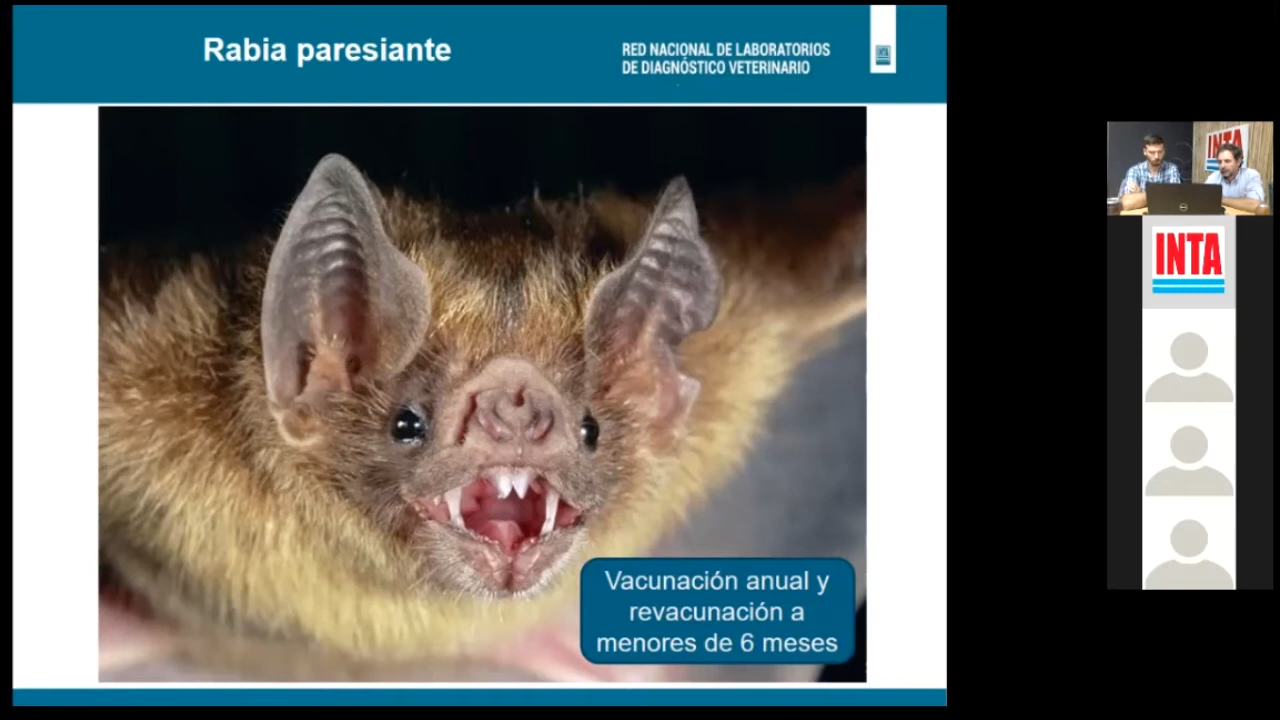 Rabia paresiante
RED NACIONAL DE LABORATORIOS
DE DIAGNÓSTICO VETERINARIO
Vacunación anual y
revacunación a
menores de 6 meses
INTA
INTA